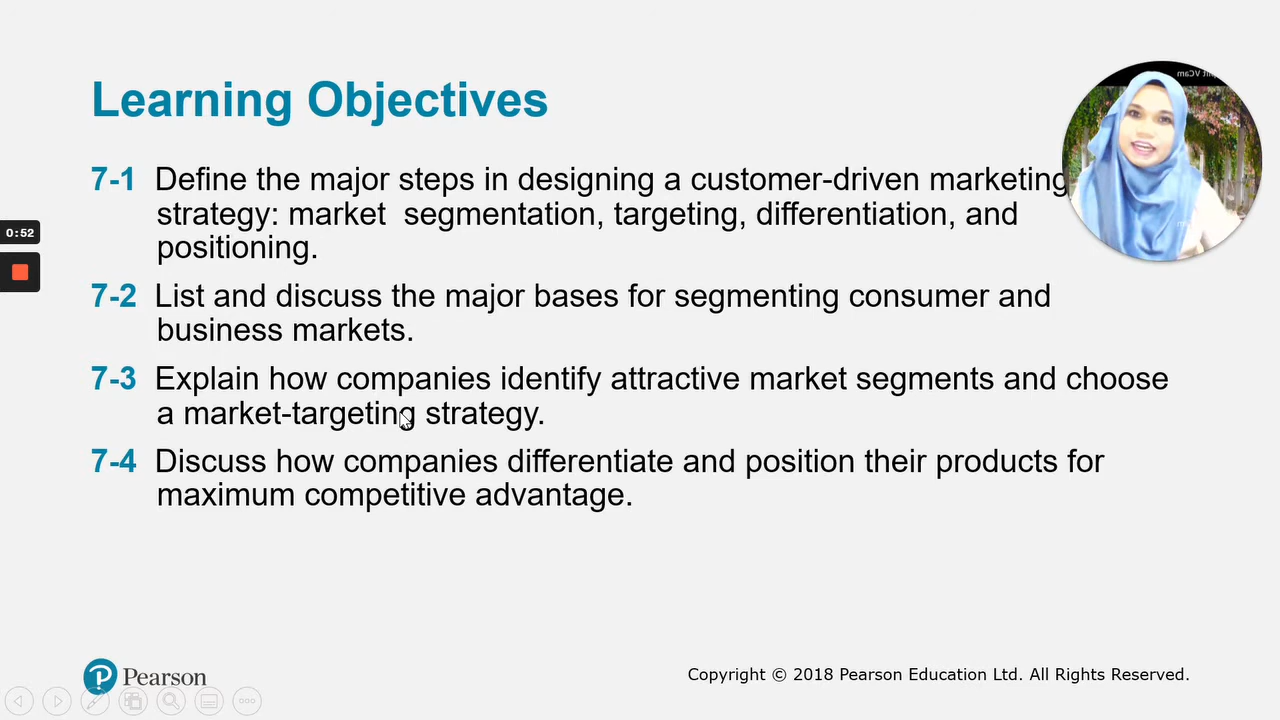 Learning Objectives
7-1 Define the major steps in designing a customer-driven marketing
strategy: market  segmentation, targeting, differentiation, and
positioning.
0:52
7-2 List and discuss the major bases for segmenting consumer and
business markets.
7-3 Explain how companies identify attractive market segments and choose
a market-targeting strategy.
7-4 Discuss how companies differentiate and position their products for
maximum competitive advantage.
Pearson
Copyright © 2018 Pearson Education Ltd. All Rights Reserved.